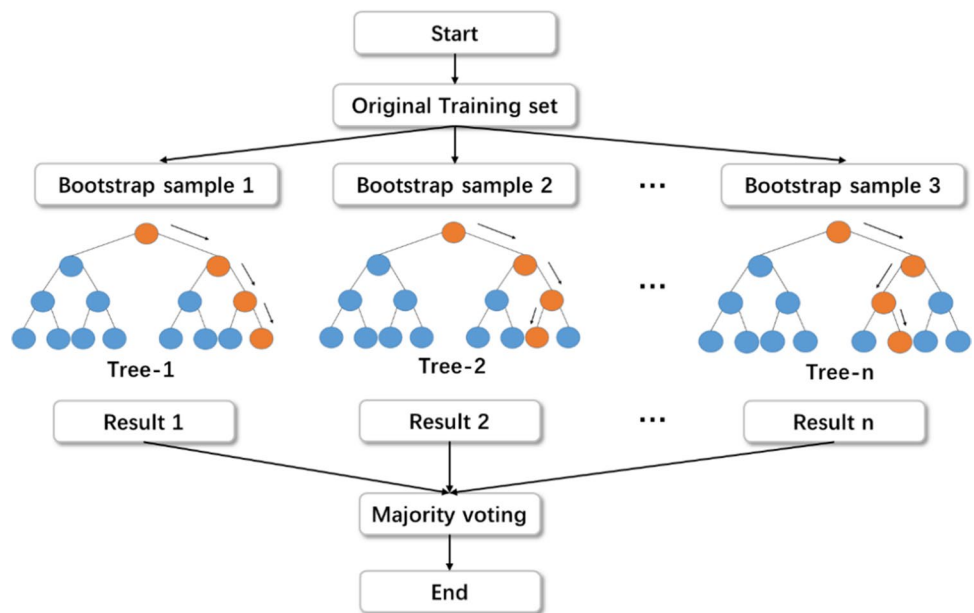 Start
Original Training set
Bootstrap sample 1
Bootstrap sample 2
...
Bootstrap sample 3
...
Tree-1
Tree-2
Tree-n
Result 1
Result 2
...
Result n
Majority voting
End